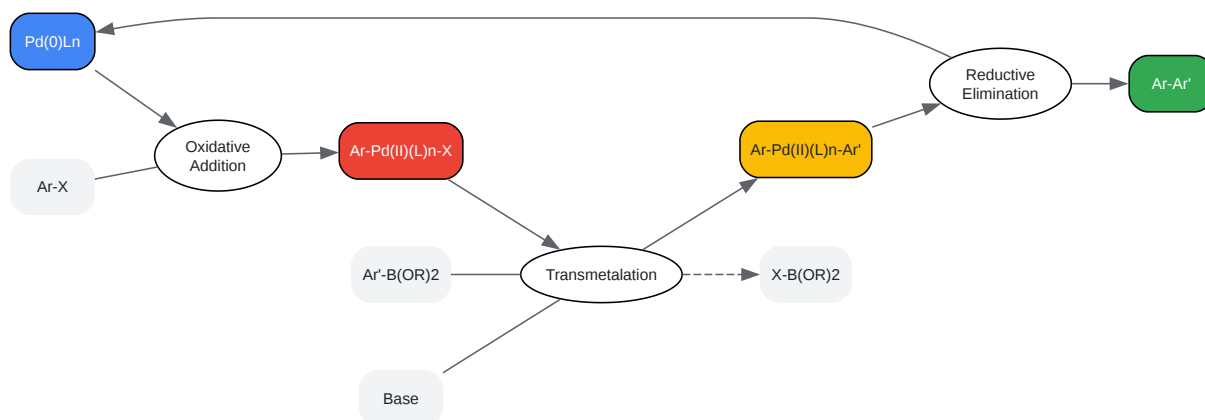 Pd(0)Ln
Ar-X
Oxidative
Addition
Ar-Pd(II)(L)n-X
Ar'-B(OR)2
Base
Transmetalation
X-B(OR)2
Ar-Pd(II)(L)n-Ar'
Reductive
Elimination
Ar-Ar'